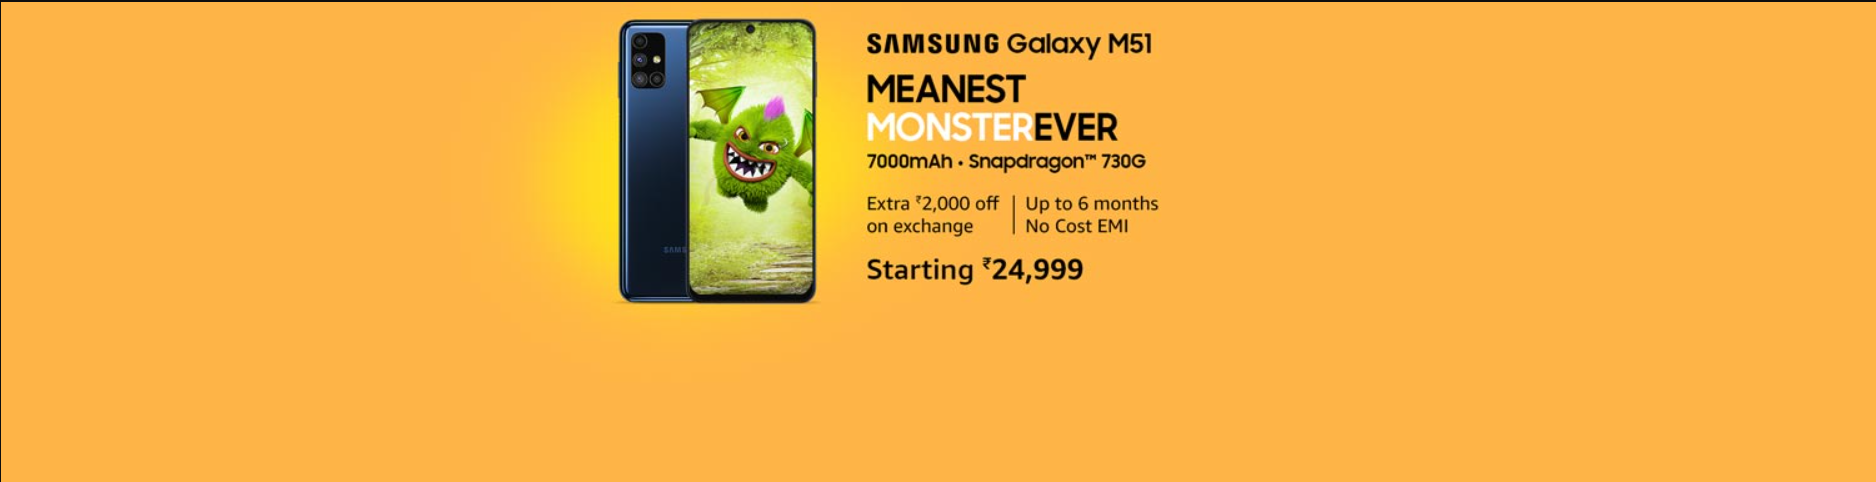 SAMSUNG Galaxy M51
MEANEST
MONSTEREVER
7000mAh • Snapdragon™ 730G
Extra ₹2,000 off
on exchange
Up to 6 months
No Cost EMI
Starting ₹24,999
SAMS